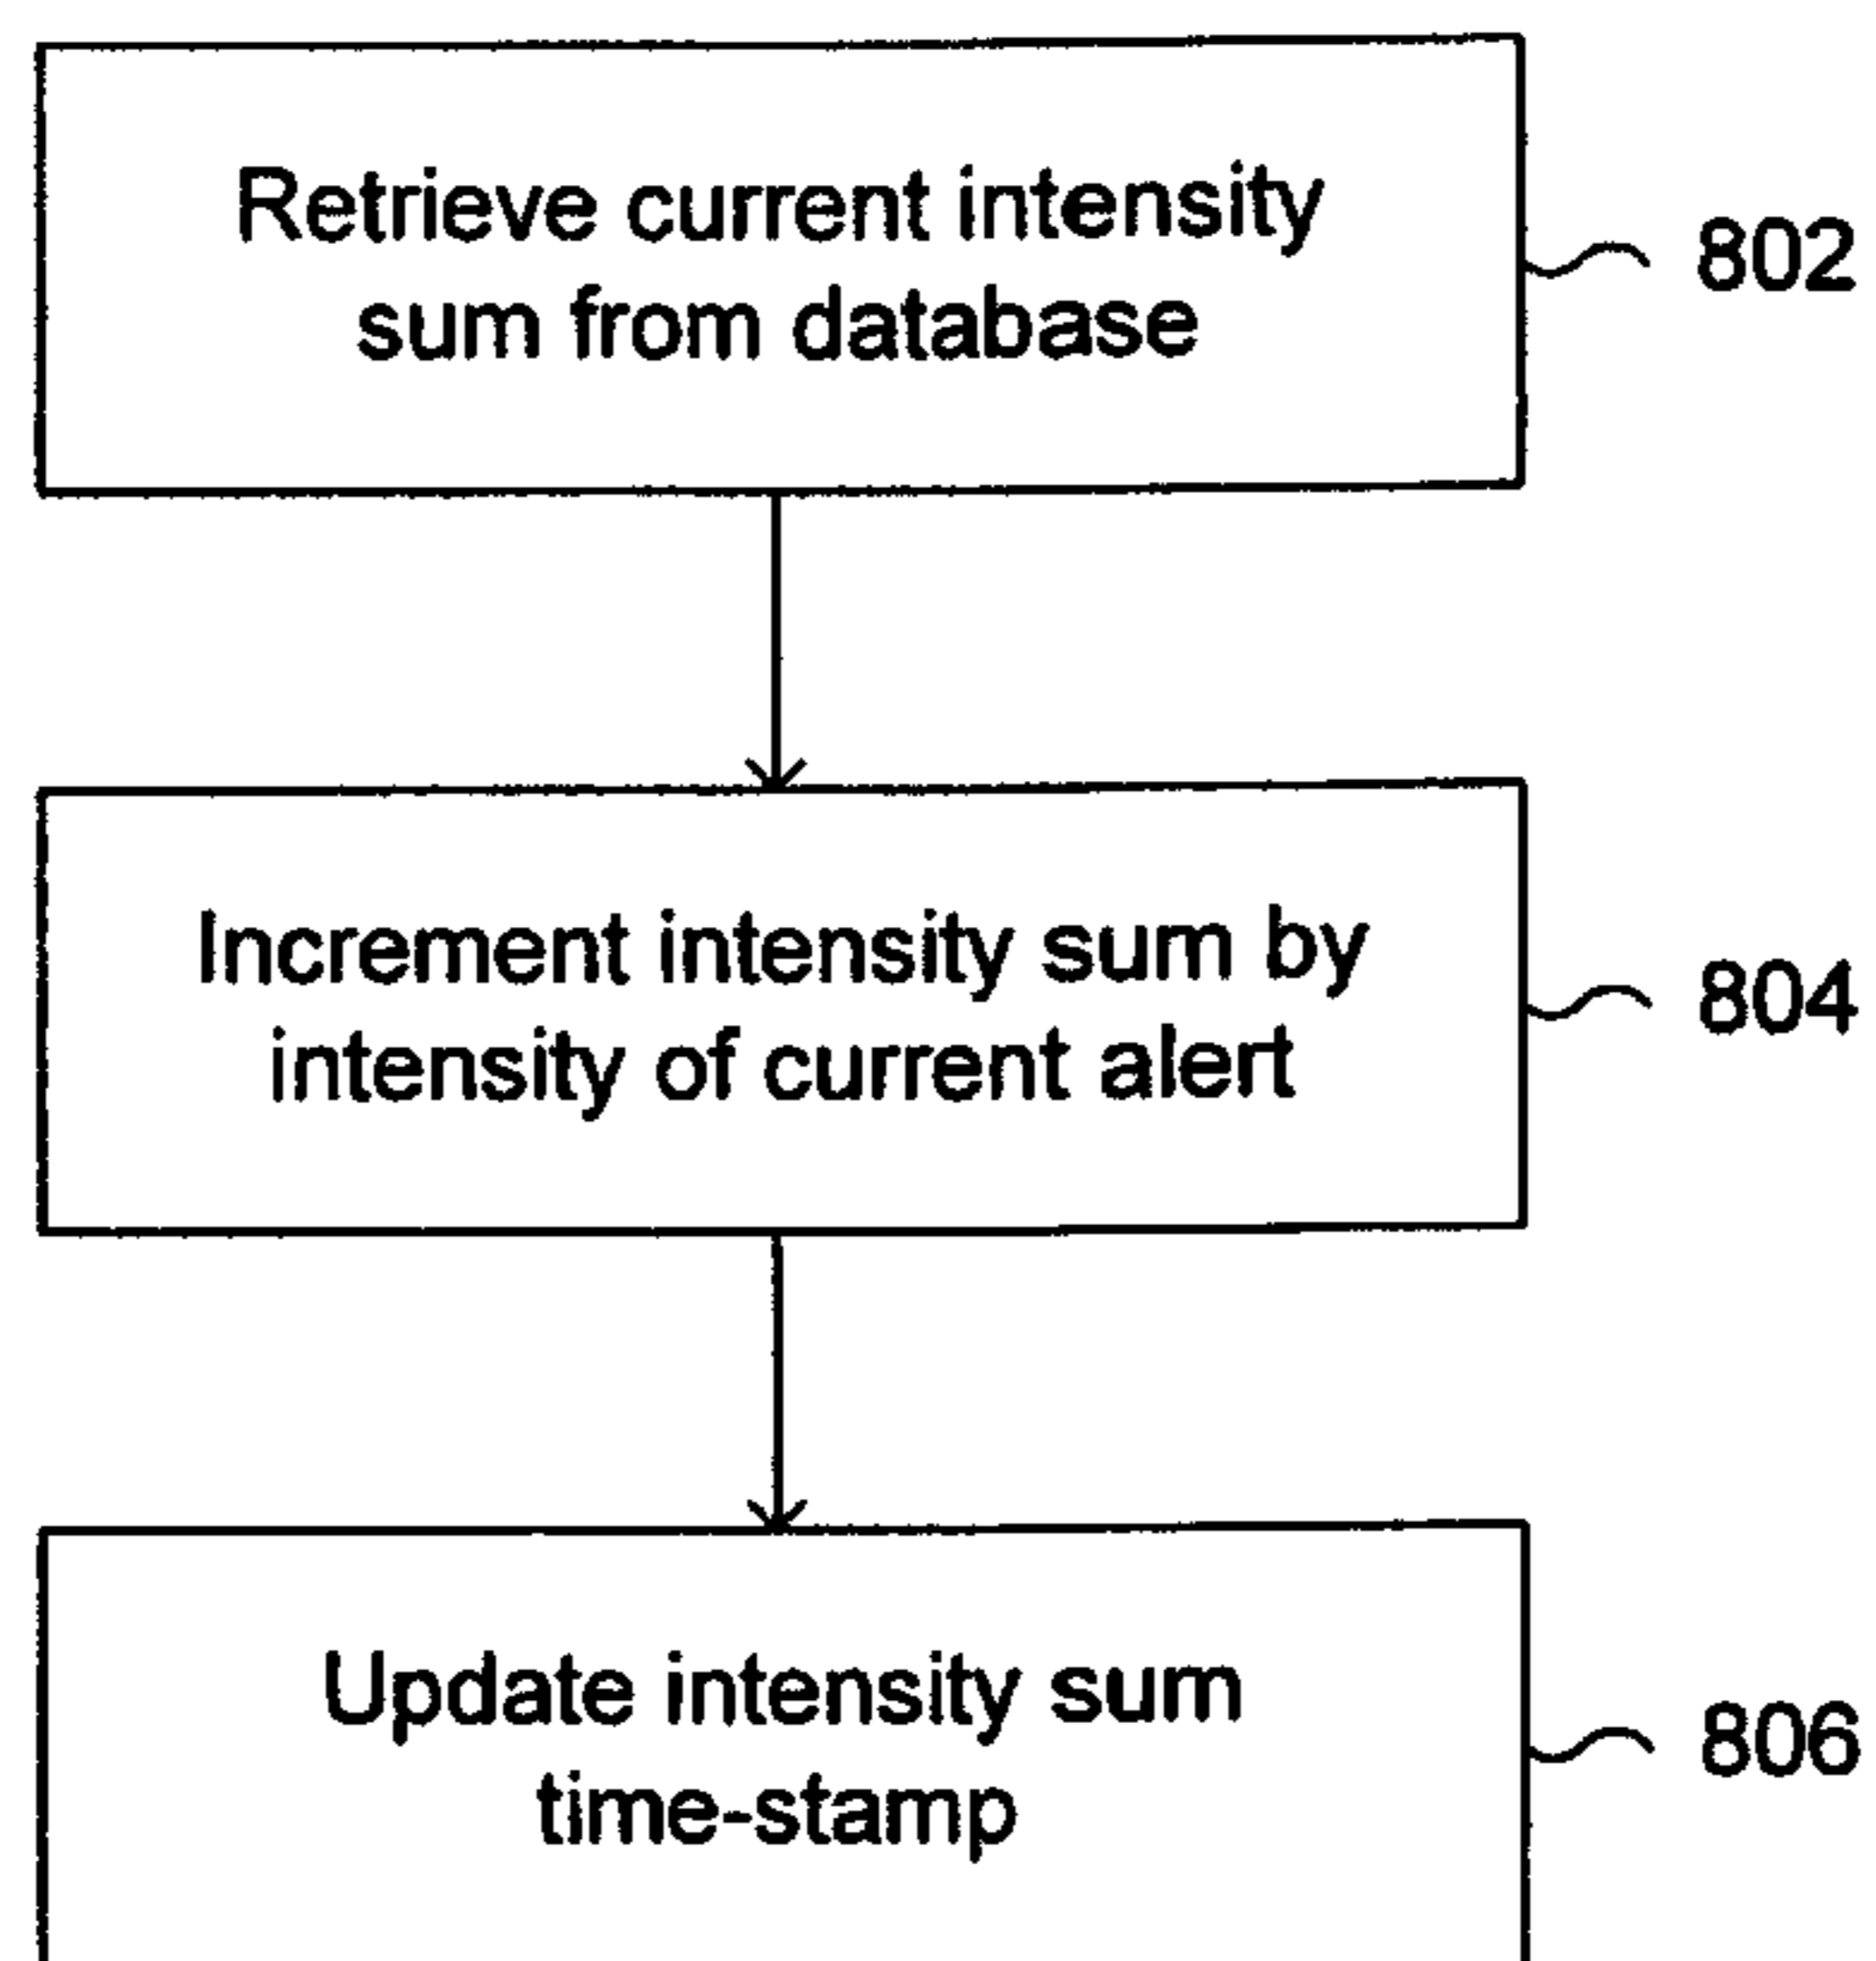 Retrieve current intensity
sum from database
802
Increment intensity sum by
intensity of current alert
804
Update intensity sum
time-stamp
806